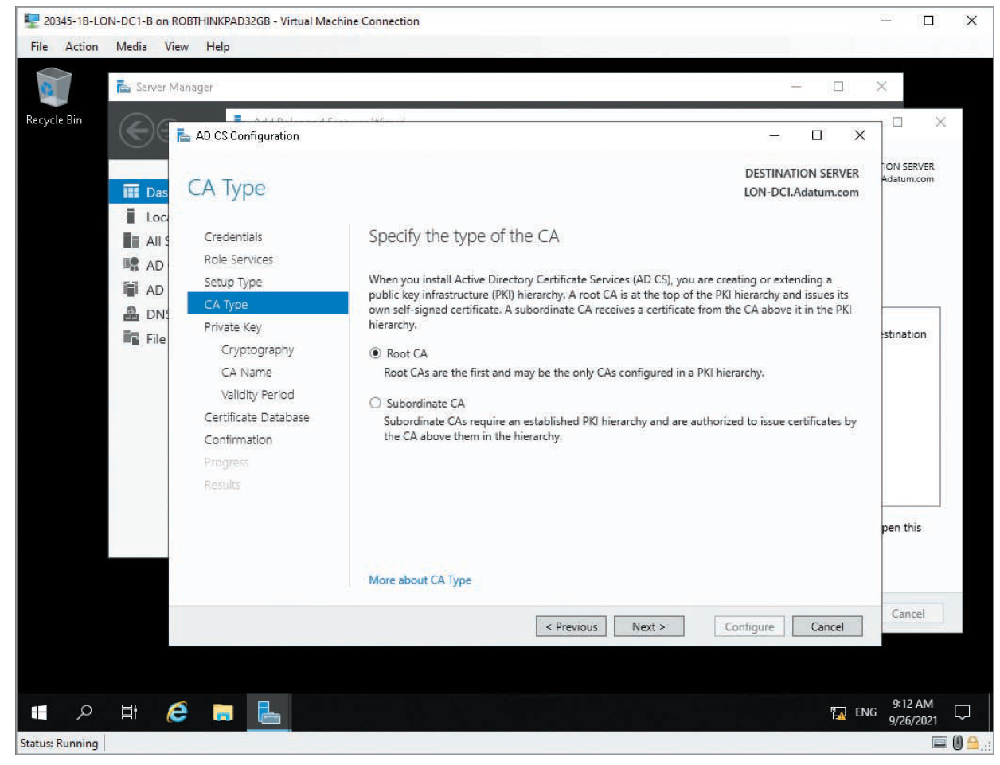 20345-1B-LON-DC1-B on ROBTHINKPAD32GB - Virtual Machine Connection
File Action Media View Help
Recycle Bin
Server Manager
AD CS Configuration
CA Type
DESTINATION SERVER
LON-DC1.Adatum.com
ION SERVER
Adatum.com
Das
Loca
All S
AD
AD
DNS
File
Credentials
Role Services
Setup Type
CA Type
Private Key
Cryptography
CA Name
Validity Period
Certificate Database
Confirmation
Progress
Results
Specify the type of the CA
When you install Active Directory Certificate Services (AD CS), you are creating or extending a
public key infrastructure (PKI) hierarchy. A root CA is at the top of the PKI hierarchy and issues its
own self-signed certificate. A subordinate CA receives a certificate from the CA above it in the PKI
hierarchy.
Root CA
Root CAs are the first and may be the only CAs configured in a PKI hierarchy.
Subordinate CA
Subordinate CAs require an established PKI hierarchy and are authorized to issue certificates by
the CA above them in the hierarchy.
More about CA Type
estination
pen this
Cancel
< Previous Next > Configure Cancel
ENG
9:12 AM
9/26/2021
Status: Running